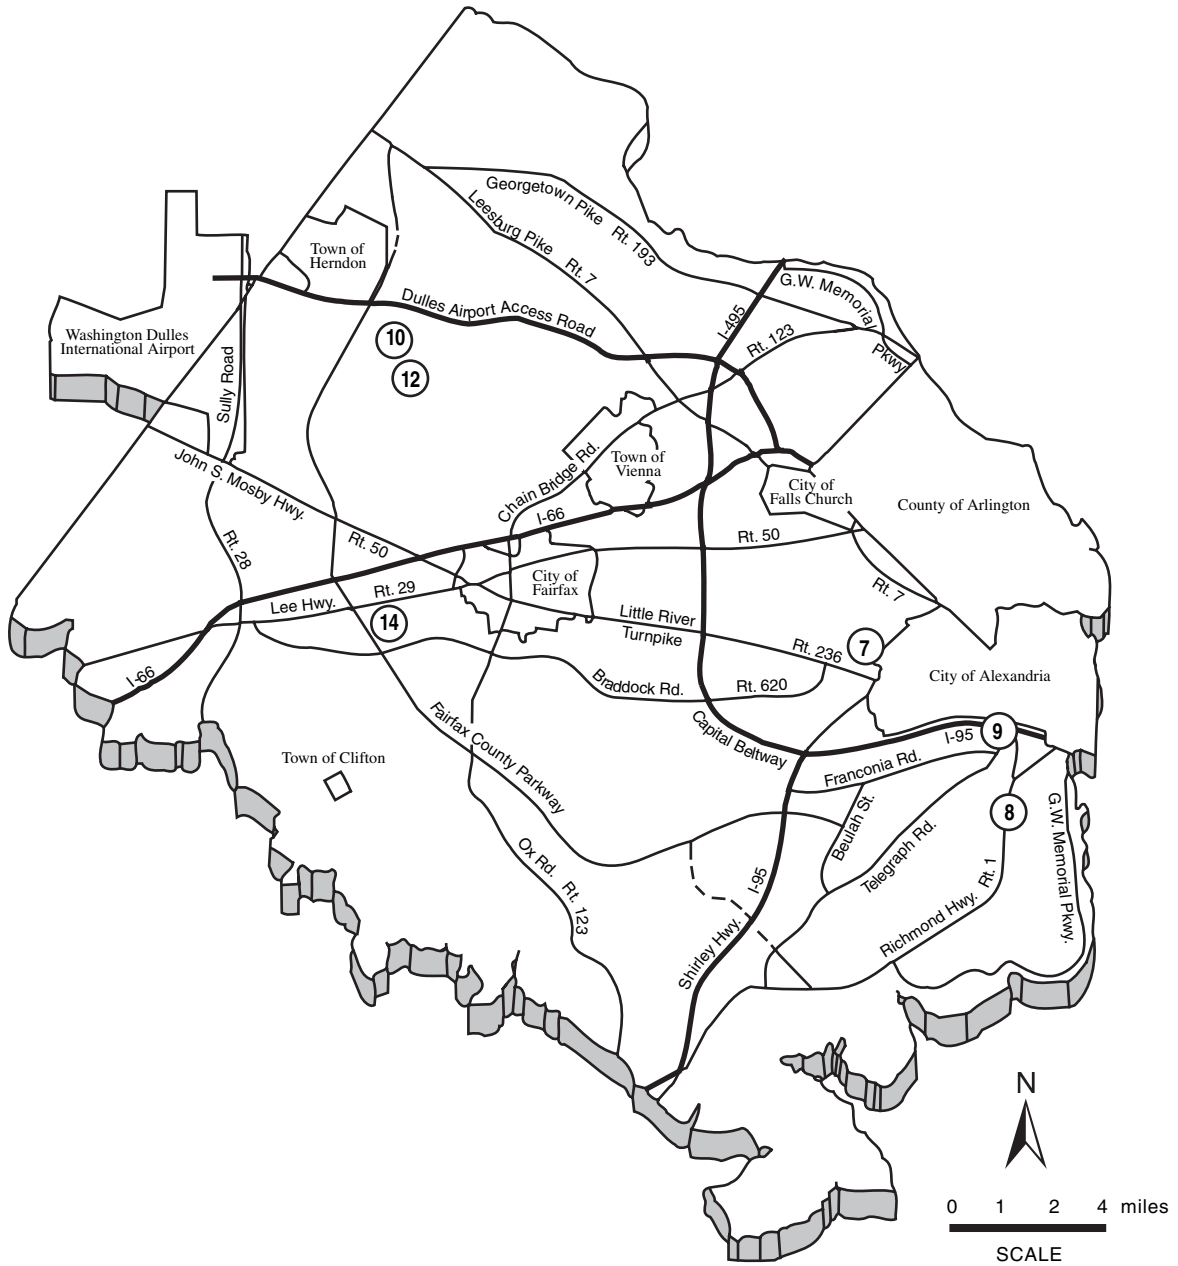 Georgetown Pike Rt. 193
Leesburg Pike Rt. 7
Town of
Herndon
G.W. Memorial
Pkwy
Dulles Airport Access Road
I-495
Rt. 123
Washington Dulles
International Airport
10
12
Sully Road
John S. Mosby Hwy.
Chain Bridge Rd.
Town of
Vienna
City of
Falls Church
County of Arlington
I-66
Rt. 50
Rt. 50
Rt. 28
City of
Fairfax
Rt. 29
Lee Hwy.
14
Rt. 7
Little River
Turnpike
Rt. 236
7
I-66
Braddock Rd.
Rt. 620
City of Alexandria
Fairfax County Parkway
Capital Beltway
I-95
9
Town of Clifton
Franconia Rd.
8
Beulah St.
Telegraph Rd.
G.W. Memorial Pkwy.
Ox Rd. Rt. 123
I-95
Rt. 1
Richmond Hwy.
Shirley Hwy.
N
0 1 2 4 miles
SCALE